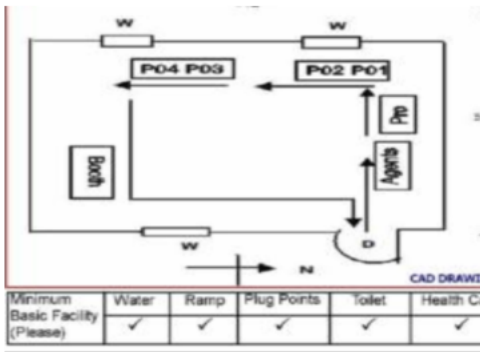 W
W
P04 P03
P02 P01
Pro
Agents
Booth
D
W
N
CAD DRAWI
Minimum Basic Facility (Please)
Water
Ramp
Plug Points
Toilet
Health C
✓ ✓ ✓ ✓ ✓